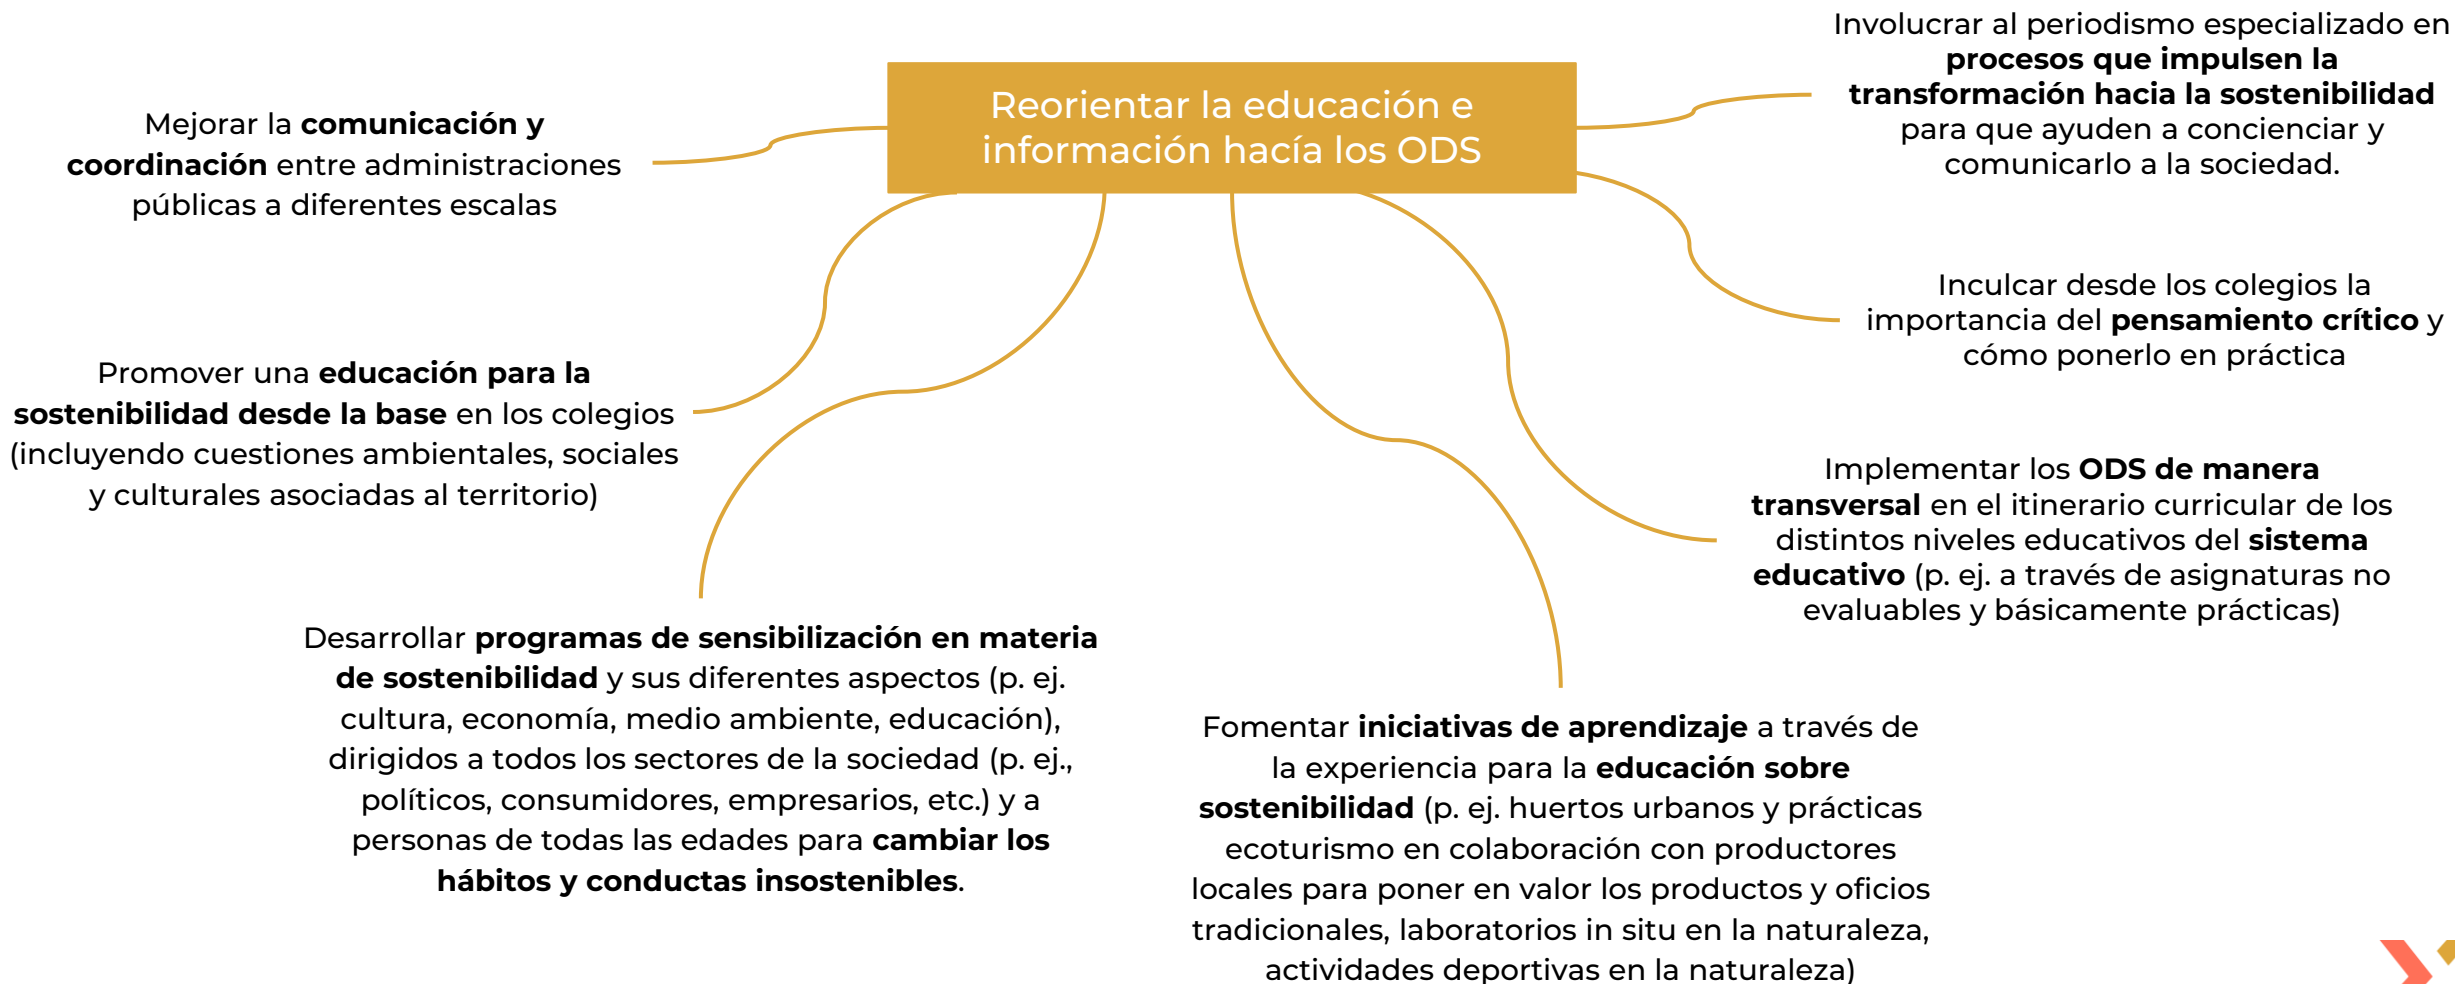 Reorientar la educación e
información hacía los ODS
Mejorar la comunicación y
coordinación entre administraciones
públicas a diferentes escalas
Promover una educación para la
sostenibilidad desde la base en los colegios
(incluyendo cuestiones ambientales, sociales
y culturales asociadas al territorio)
Desarrollar programas de sensibilización en materia
de sostenibilidad y sus diferentes aspectos (p. ej.
cultura, economía, medio ambiente, educación),
dirigidos a todos los sectores de la sociedad (p. ej.,
políticos, consumidores, empresarios, etc.) y a
personas de todas las edades para cambiar los
hábitos y conductas insostenibles.
Fomentar iniciativas de aprendizaje a través de
la experiencia para la educación sobre
sostenibilidad (p. ej. huertos urbanos y prácticas
ecoturismo en colaboración con productores
locales para poner en valor los productos y oficios
tradicionales, laboratorios in situ en la naturaleza,
actividades deportivas en la naturaleza)
Involucrar al periodismo especializado en
procesos que impulsen la
transformación hacia la sostenibilidad
para que ayuden a concienciar y
comunicarlo a la sociedad.
Inculcar desde los colegios la
importancia del pensamiento crítico y
cómo ponerlo en práctica
Implementar los ODS de manera
transversal en el itinerario curricular de los
distintos niveles educativos del sistema
educativo (p. ej. a través de asignaturas no
evaluables y básicamente prácticas)